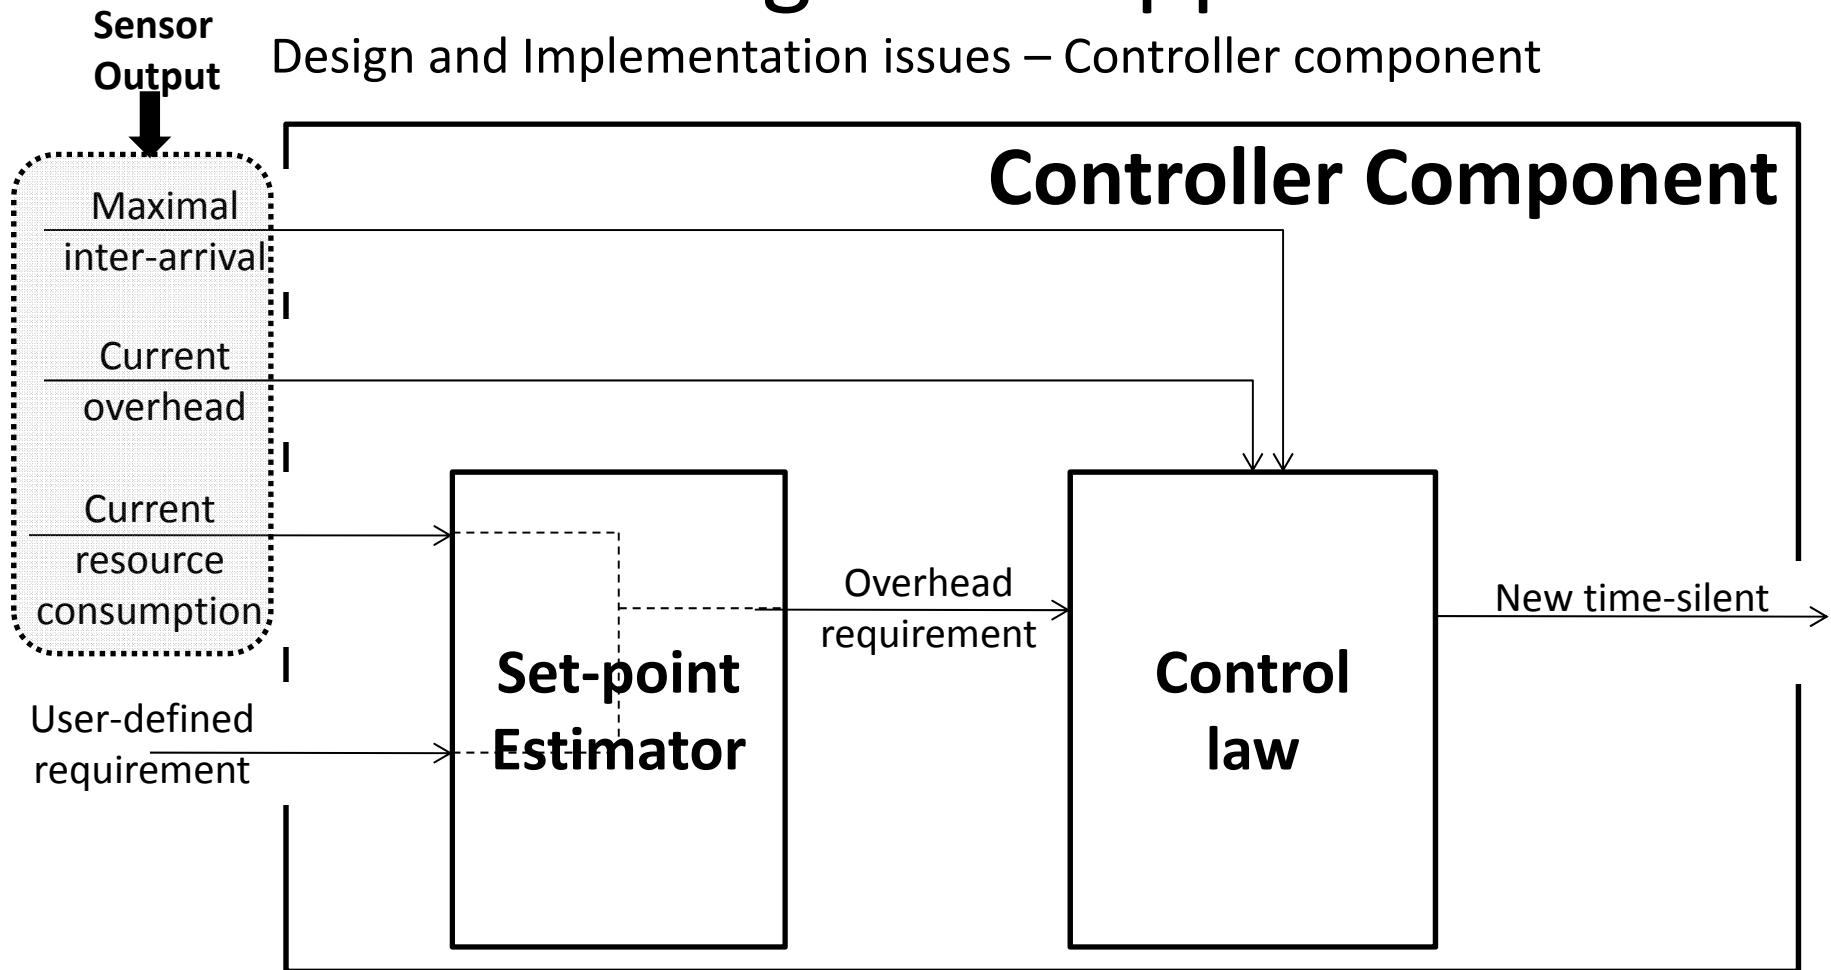 Sensor
Output
Design and Implementation issues – Controller component
Controller Component
Maximal
inter-arrival
Current
overhead
Current
resource
consumption
User-defined
requirement
Set-point
Estimator
Overhead
requirement
Control
law
New time-silent